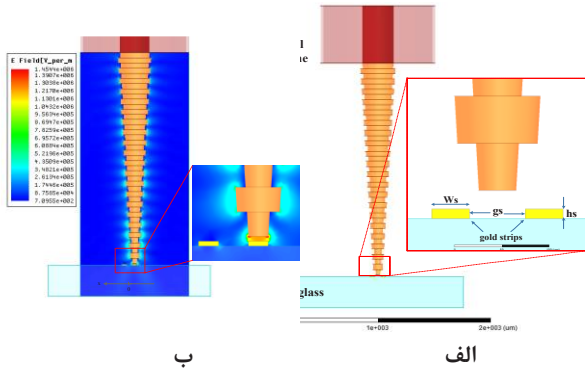 E Field[V_per_m
1.4544e+006
1.3907e+006
1.3038e+006
1.2170e+006
1.1301e+006
1.0432e+006
9.5634e+005
8.6947e+005
7.8259e+005
6.9572e+005
6.0884e+005
5.2196e+005
4.3509e+005
3.4821e+005
2.6134e+005
1.7446e+005
8.7585e+004
7.0955e+002
ب
l
ne
Ws
gs
hs
gold strips
glass
1e+003
2e+003 (um)
الف